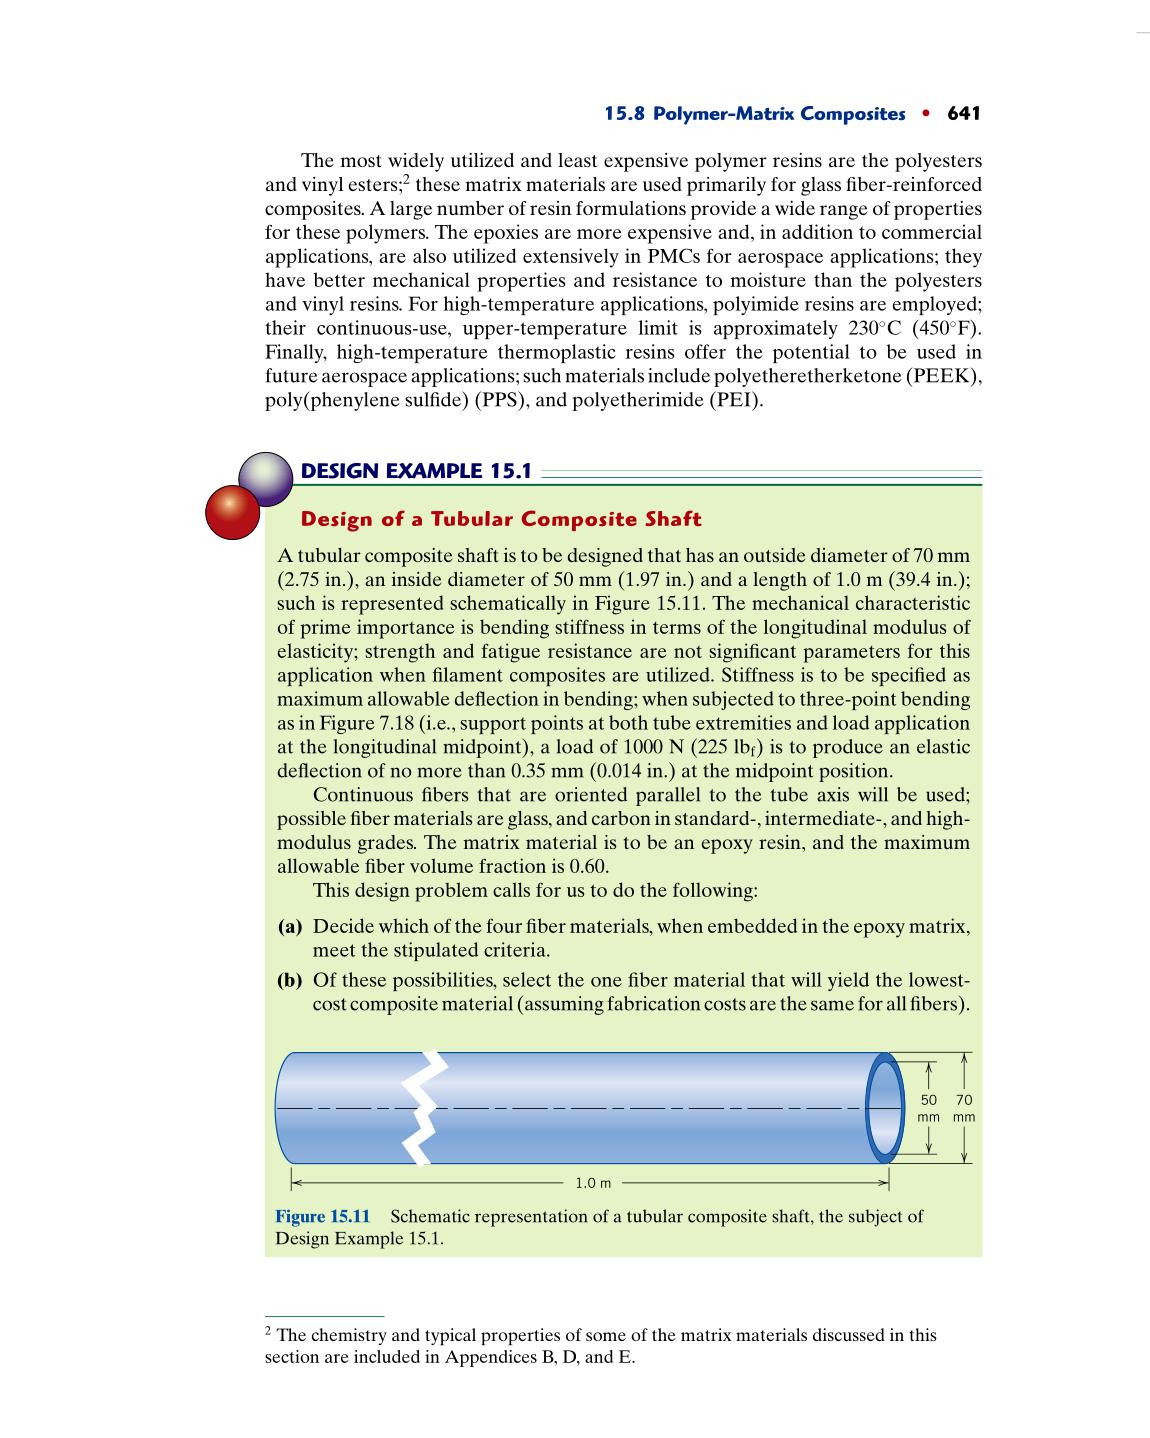 15.8 Polymer-Matrix Composites • 641
The most widely utilized and least expensive polymer resins are the polyesters
and vinyl esters;² these matrix materials are used primarily for glass fiber-reinforced
composites. A large number of resin formulations provide a wide range of properties
for these polymers. The epoxies are more expensive and, in addition to commercial
applications, are also utilized extensively in PMCs for aerospace applications; they
have better mechanical properties and resistance to moisture than the polyesters
and vinyl resins. For high-temperature applications, polyimide resins are employed;
their continuous-use, upper-temperature limit is approximately 230°C (450°F).
Finally, high-temperature thermoplastic resins offer the potential to be used in
future aerospace applications; such materials include polyetheretherketone (PEEK),
poly(phenylene sulfide) (PPS), and polyetherimide (PEI).
DESIGN EXAMPLE 15.1
Design of a Tubular Composite Shaft
A tubular composite shaft is to be designed that has an outside diameter of 70 mm
(2.75 in.), an inside diameter of 50 mm (1.97 in.) and a length of 1.0 m (39.4 in.);
such is represented schematically in Figure 15.11. The mechanical characteristic
of prime importance is bending stiffness in terms of the longitudinal modulus of
elasticity; strength and fatigue resistance are not significant parameters for this
application when filament composites are utilized. Stiffness is to be specified as
maximum allowable deflection in bending; when subjected to three-point bending
as in Figure 7.18 (i.e., support points at both tube extremities and load application
at the longitudinal midpoint), a load of 1000 N (225 lbf) is to produce an elastic
deflection of no more than 0.35 mm (0.014 in.) at the midpoint position.
Continuous fibers that are oriented parallel to the tube axis will be used;
possible fiber materials are glass, and carbon in standard-, intermediate-, and high-
modulus grades. The matrix material is to be an epoxy resin, and the maximum
allowable fiber volume fraction is 0.60.
This design problem calls for us to do the following:
(a) Decide which of the four fiber materials, when embedded in the epoxy matrix,
meet the stipulated criteria.
(b) Of these possibilities, select the one fiber material that will yield the lowest-
cost composite material (assuming fabrication costs are the same for all fibers).
50 70
mm mm
1.0 m
Figure 15.11 Schematic representation of a tubular composite shaft, the subject of
Design Example 15.1.
² The chemistry and typical properties of some of the matrix materials discussed in this
section are included in Appendices B, D, and E.